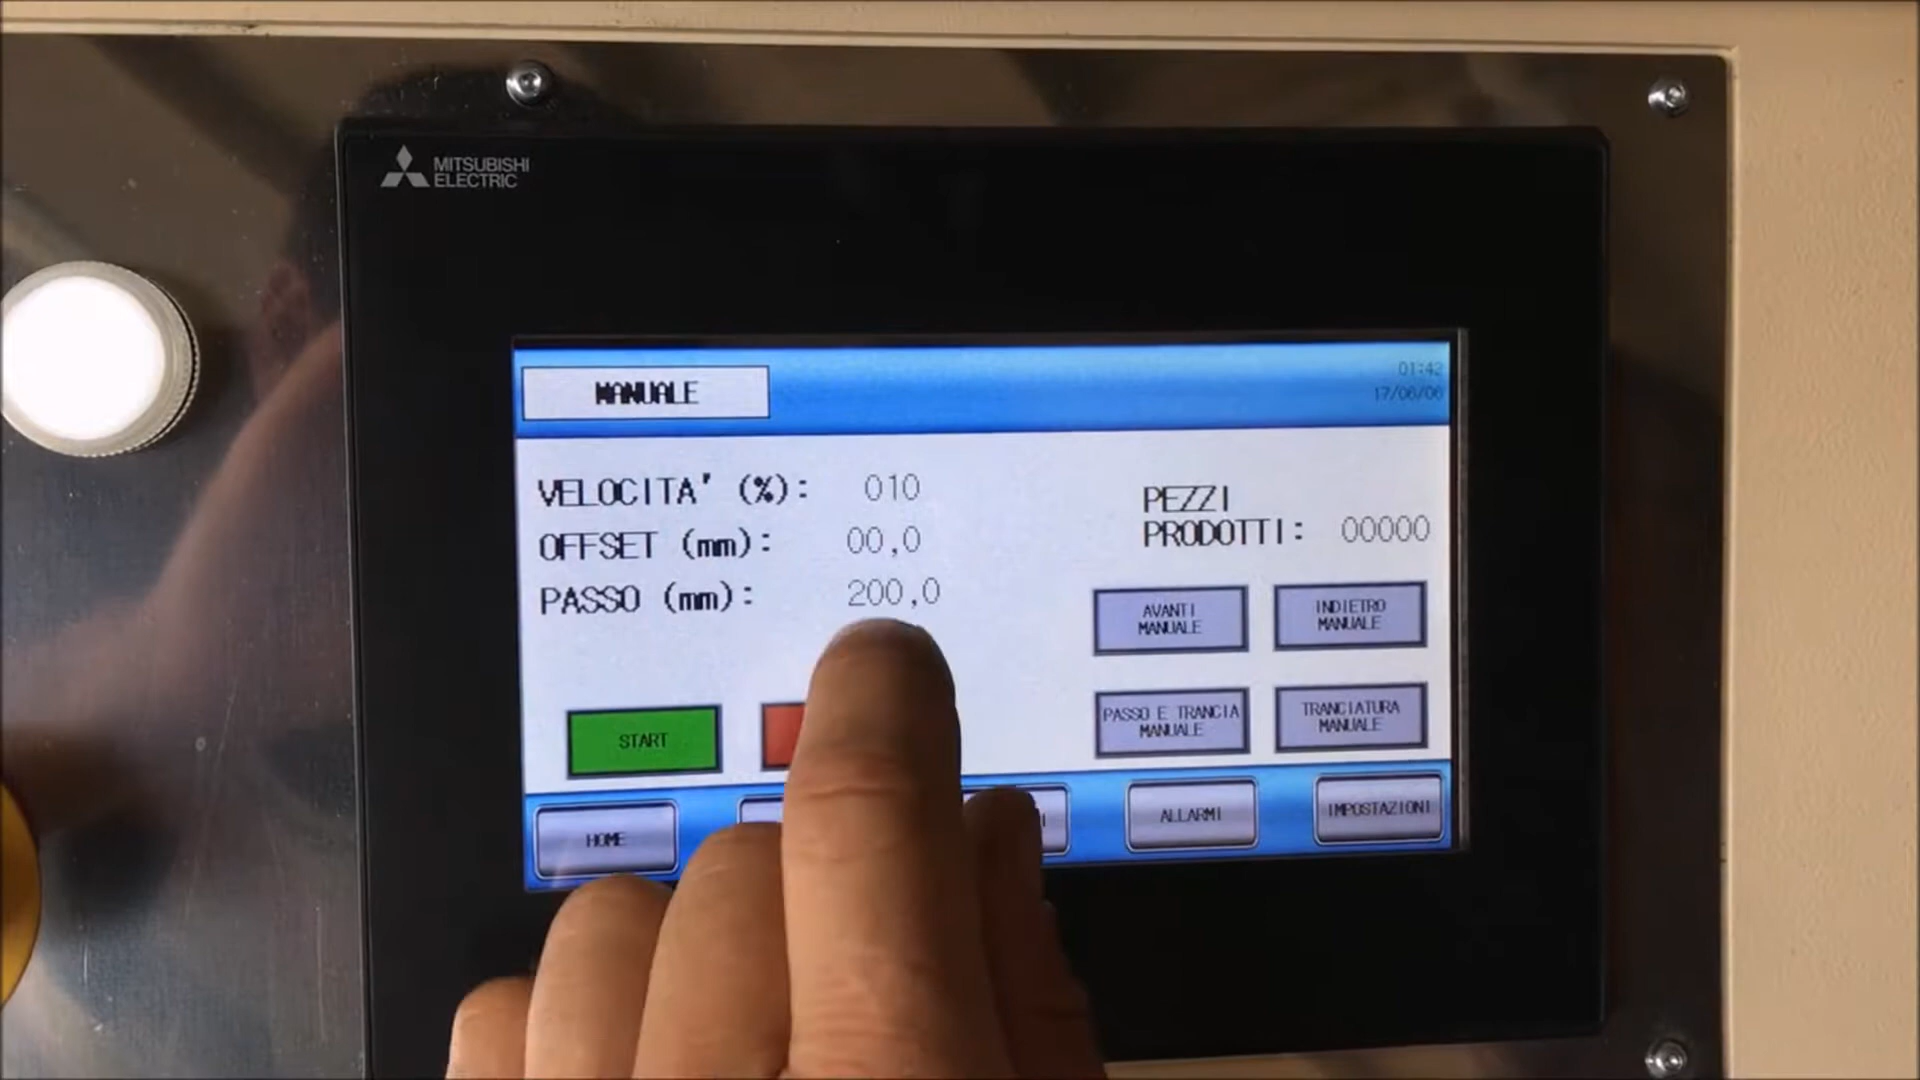 MITSUBISHI
ELECTRIC
MANUALE
01:42
17/06/06
VELOCITA' (%): 010
OFFSET (mm): 00,0
PASSO (mm): 200,0
PEZZI
PRODOTTI: 00000
AVANTI
MANUALE
INDIETRO
MANUALE
PASSO E TRANCIA
MANUALE
TRANCIATURA
MANUALE
START
HOME
ALLARMI
IMPOSTAZIONI